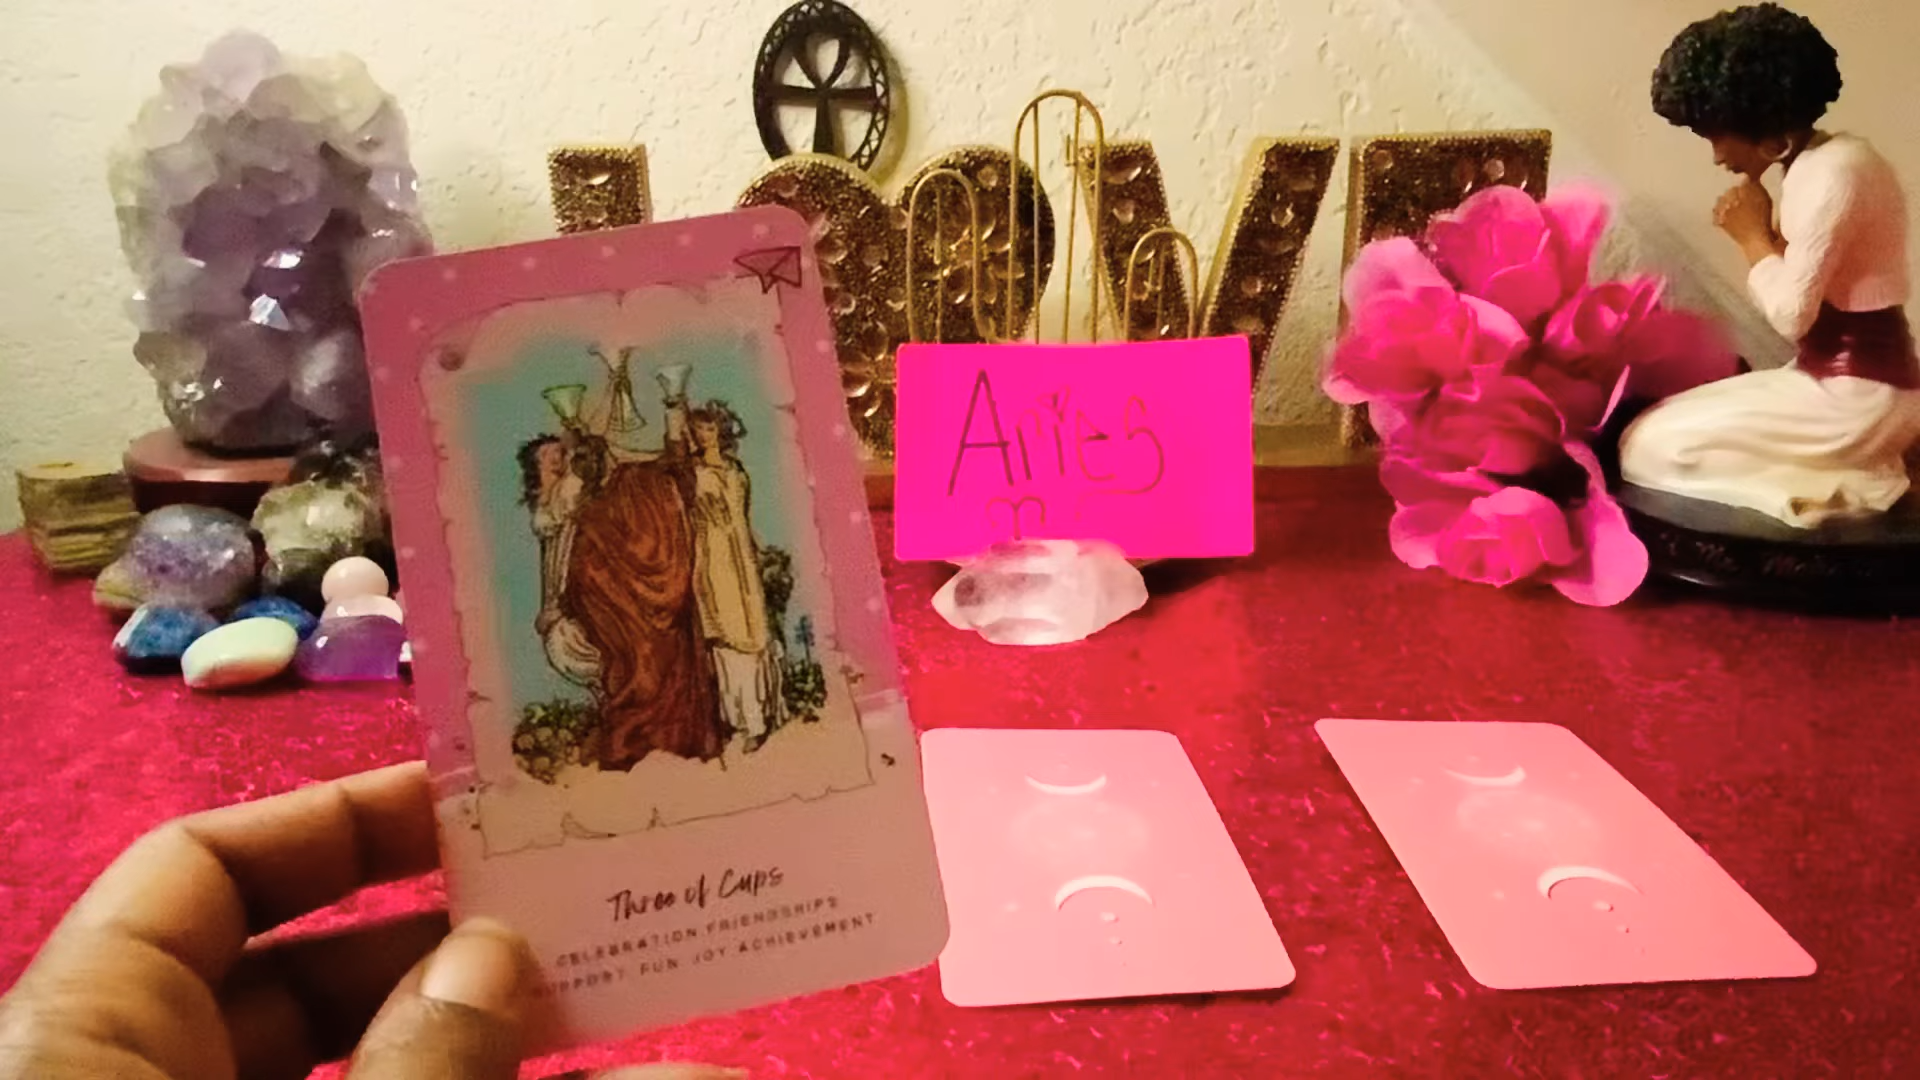 LOVE
Aries
♈
Three of Cups
CELEBRATION FRIENDSHIPS
SUPPORT FUN JOY ACHIEVEMENT